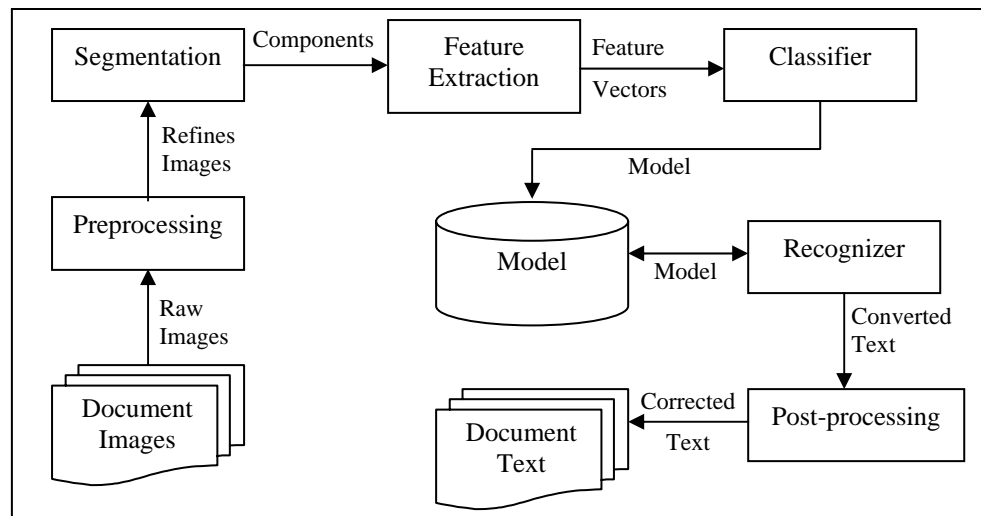 Segmentation
Components
Feature
Extraction
Feature
Vectors
Classifier
Refines
Images
Model
Preprocessing
Model
Model
Recognizer
Raw
Images
Converted
Text
Document
Images
Document
Text
Corrected
Text
Post-processing